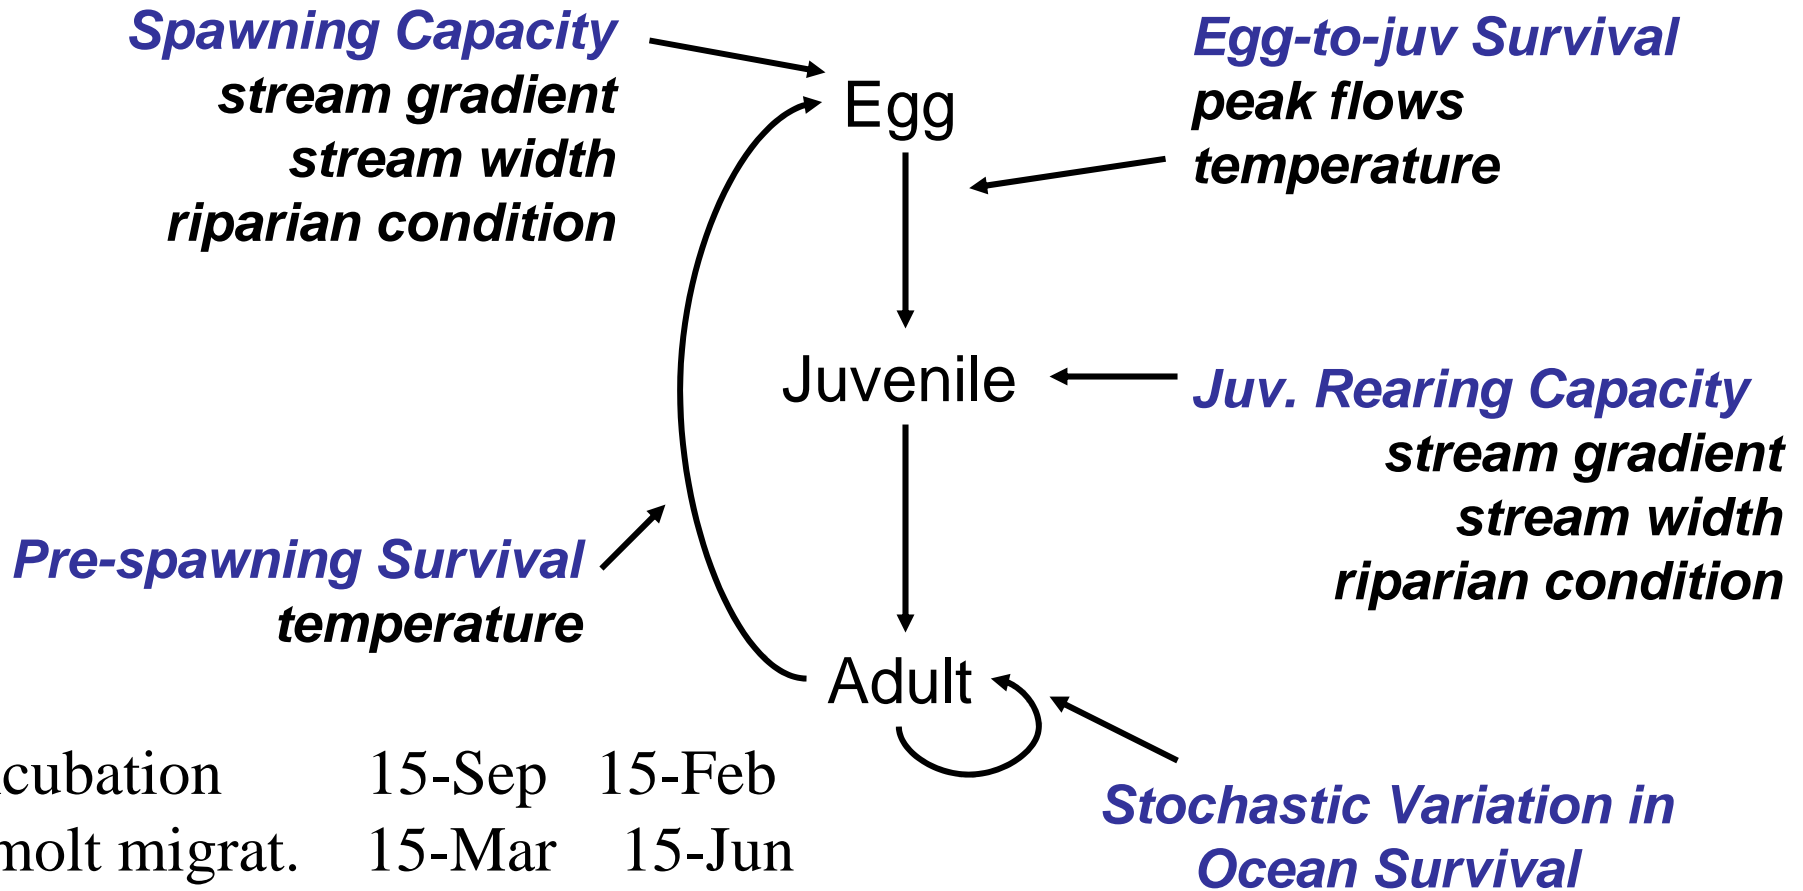 Spawning Capacity
stream gradient
stream width
riparian condition
Egg-to-juv Survival
peak flows
temperature
Egg
Juvenile
Juv. Rearing Capacity
stream gradient
stream width
riparian condition
Pre-spawning Survival
temperature
Adult
cubation 15-Sep 15-Feb
molt migrat. 15-Mar 15-Jun
Stochastic Variation in
Ocean Survival